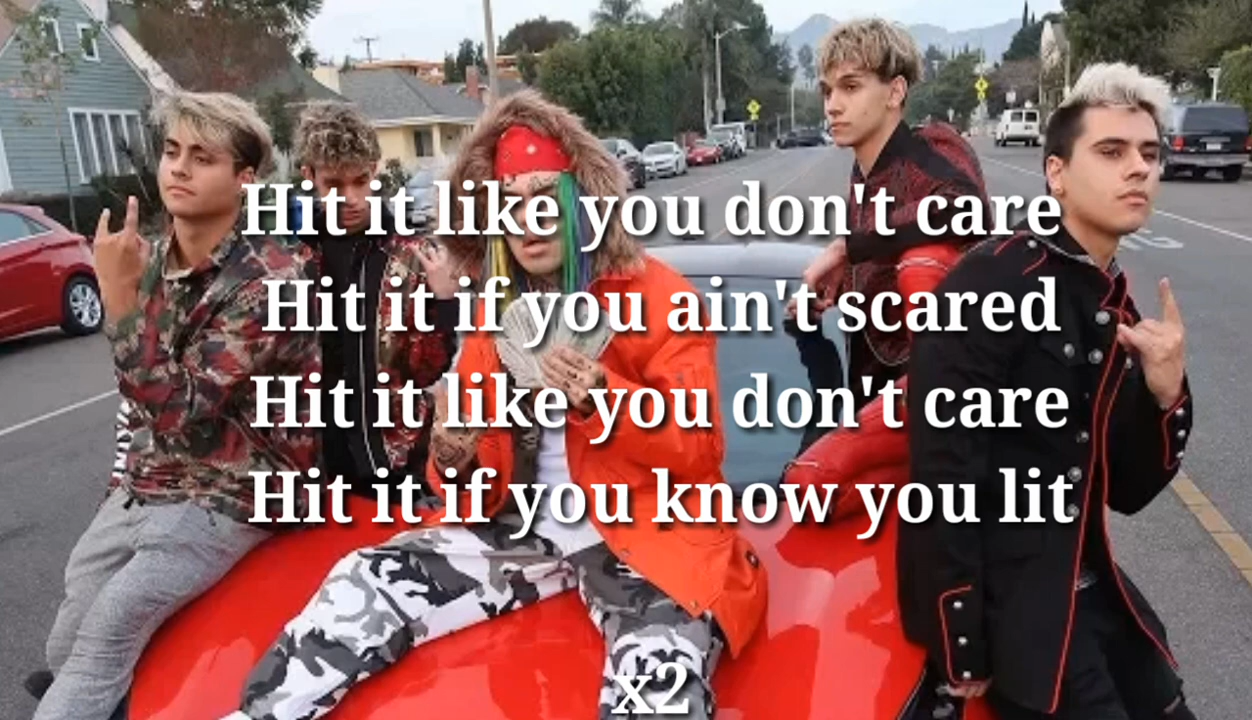 Hit it like you don't care
Hit it if you ain't scared
Hit it like you don't care
Hit it if you know you lit
x2